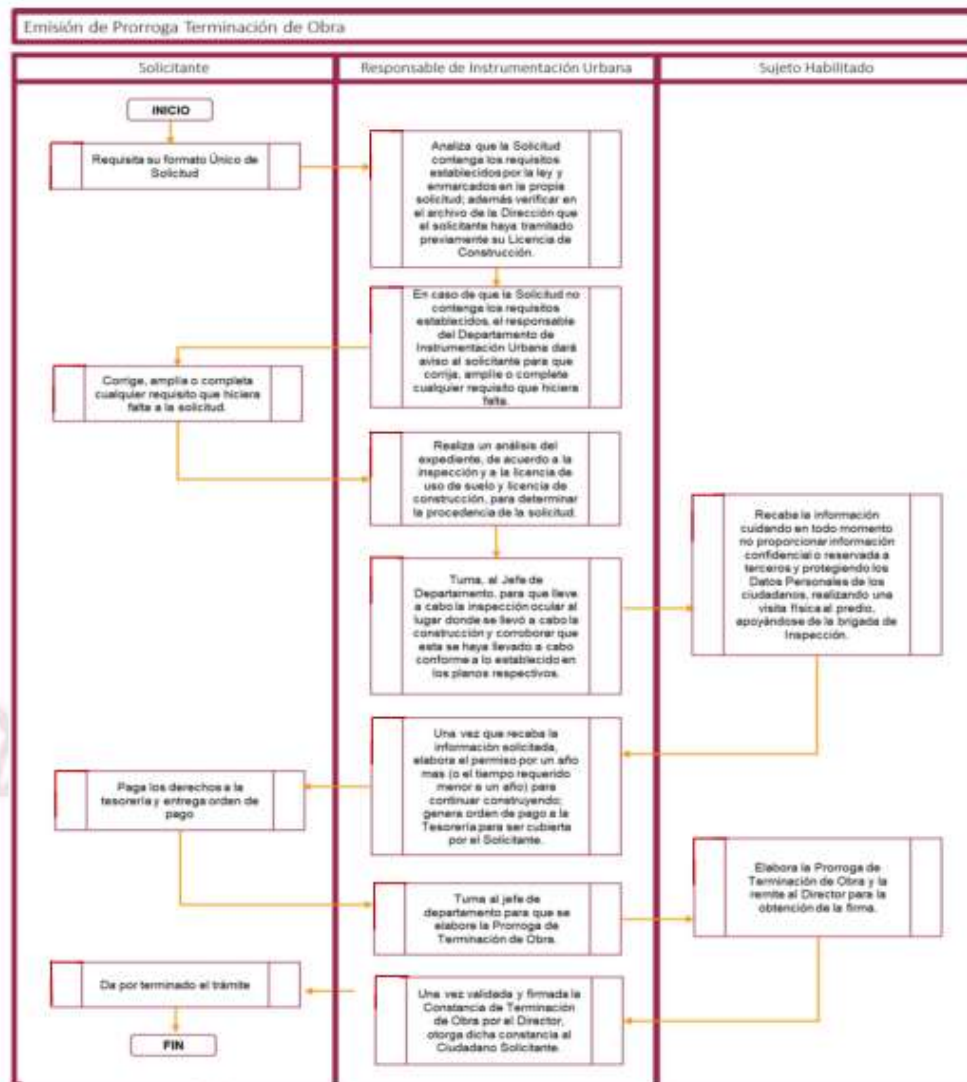 Emisión de Prorroga Terminación de Obra
Solicitante
Responsable de Instrumentación Urbana
Sujeto Habilitado
INICIO
Requisita su formato Único de
Solicitud
Analiza que la Solicitud
contenga los requisitos
establecidos por la ley y
enmarcados en la propia
solicitud; además verificar en
el archivo de la Dirección que
el solicitante haya tramitado
previamente su Licencia de
Construcción.
En caso de que la Solicitud no
contenga los requisitos
establecidos, el responsable
del Departamento de
Instrumentación Urbana dará
aviso al solicitante para que
corrija, amplíe o complete
cualquier requisito que hiciera
falta.
Corrige, amplía o completa
cualquier requisito que hiciera
falta a la solicitud.
Realiza un análisis del
expediente, de acuerdo a la
inspección y a la licencia de
uso de suelo y licencia de
construcción, para determinar
la procedencia de la solicitud.
Turna, al Jefe de
Departamento, para que lleve
a cabo la inspección ocular al
lugar donde se llevó a cabo la
construcción y corroborar que
esta se haya llevado a cabo
conforme a lo establecido en
los planos respectivos.
Recaba la información
cuidando en todo momento
no proporcionar información
confidencial o reservada a
terceros y protegiendo los
Datos Personales de los
ciudadanos, realizando una
visita física al predio,
apoyándose de la brigada de
Inspección.
Una vez que recaba la
información solicitada,
elabora el permiso por un año
mas (o el tiempo requerido
menor a un año) para
continuar construyendo;
genera orden de pago a la
Tesorería para ser cubierta
por el Solicitante.
Paga los derechos a la
tesorería y entrega orden de
pago
Turna al jefe de
departamento para que se
elabore la Prorroga de
Terminación de Obra.
Elabora la Prorroga de
Terminación de Obra y la
remite al Director para la
obtención de la firma.
Una vez validada y firmada la
Constancia de Terminación
de Obra por el Director,
otorga dicha constancia al
Ciudadano Solicitante.
Da por terminado el trámite
FIN